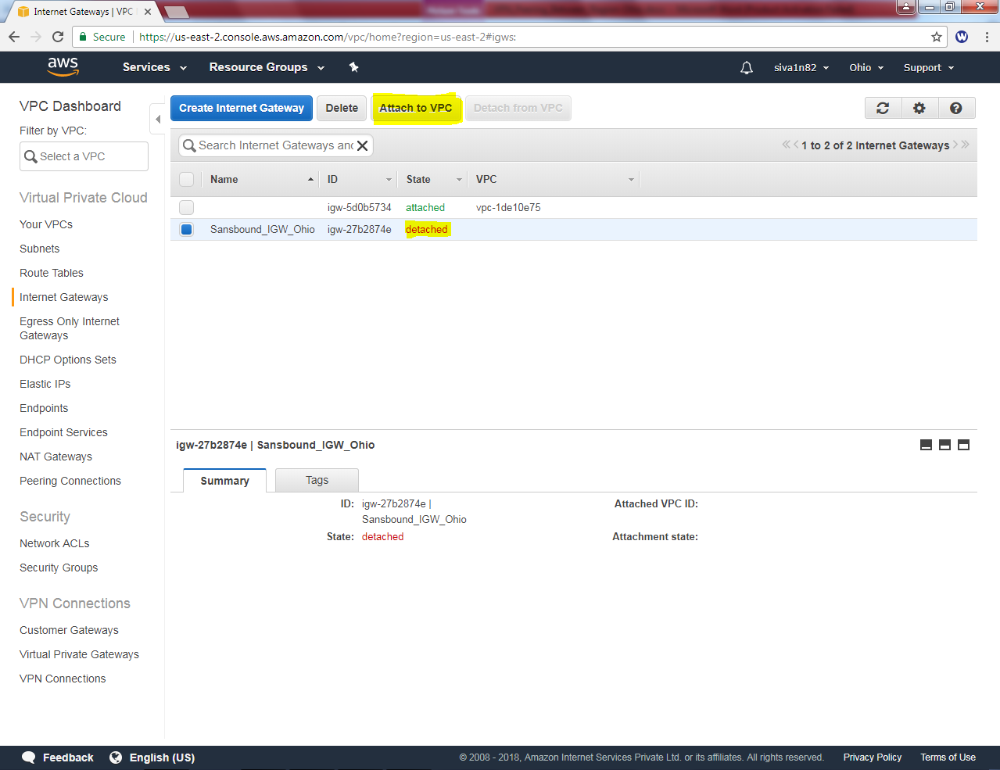 Internet Gateways | VPC
Secure
https://us-east-2.console.aws.amazon.com/vpc/home?region=us-east-2#igws:
W
aws
Services
Resource Groups
siva1n82
Ohio
Support
VPC Dashboard
Filter by VPC:
Select a VPC
Virtual Private Cloud
Your VPCs
Subnets
Route Tables
Internet Gateways
Egress Only Internet
Gateways
DHCP Options Sets
Elastic IPs
Endpoints
Endpoint Services
NAT Gateways
Peering Connections
Security
Network ACLs
Security Groups
VPN Connections
Customer Gateways
Virtual Private Gateways
VPN Connections
Create Internet Gateway
Delete
Attach to VPC
Detach from VPC
Search Internet Gateways and
1 to 2 of 2 Internet Gateways
Name ID State VPC
igw-5d0b5734 attached vpc-1de10e75
Sansbound_IGW_Ohio igw-27b2874e detached
igw-27b2874e | Sansbound_IGW_Ohio
Summary
Tags
ID: igw-27b2874e |
Sansbound_IGW_Ohio
Attached VPC ID:
State: detached
Attachment state:
Feedback
English (US)
© 2008 - 2018, Amazon Internet Services Private Ltd. or its affiliates. All rights reserved.
Privacy Policy
Terms of Use